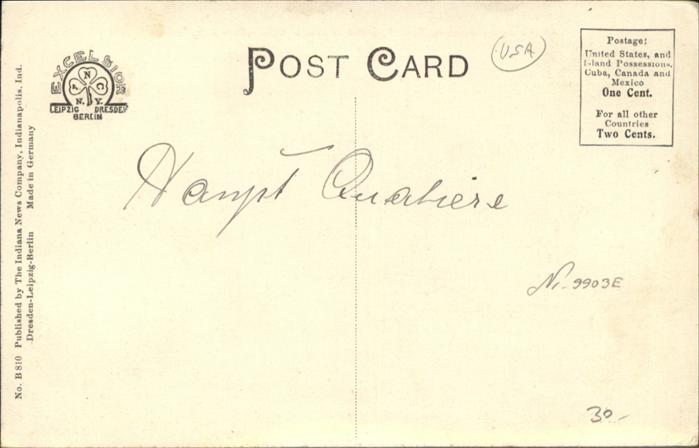 POST CARD
(USA)
EXCELSIOR
N
A C
N.Y.
LEIPZIG DRESDEN
BERLIN
Postage:
United States, and
Island Possessions,
Cuba, Canada and
Mexico
One Cent.
For all other
Countries
Two Cents.
Haupt Quartiere
Nr. 9903E
30.-
No. B 810 Published by The Indiana News Company, Indianapolis, Ind.
Dresden-Leipzig-Berlin Made in Germany